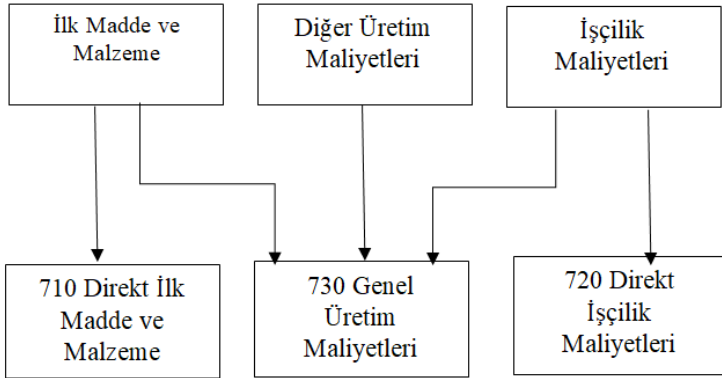 İlk Madde ve
Malzeme
Diğer Üretim
Maliyetleri
İşçilik
Maliyetleri
710 Direkt İlk
Madde ve
Malzeme
730 Genel
Üretim
Maliyetleri
720 Direkt
İşçilik
Maliyetleri